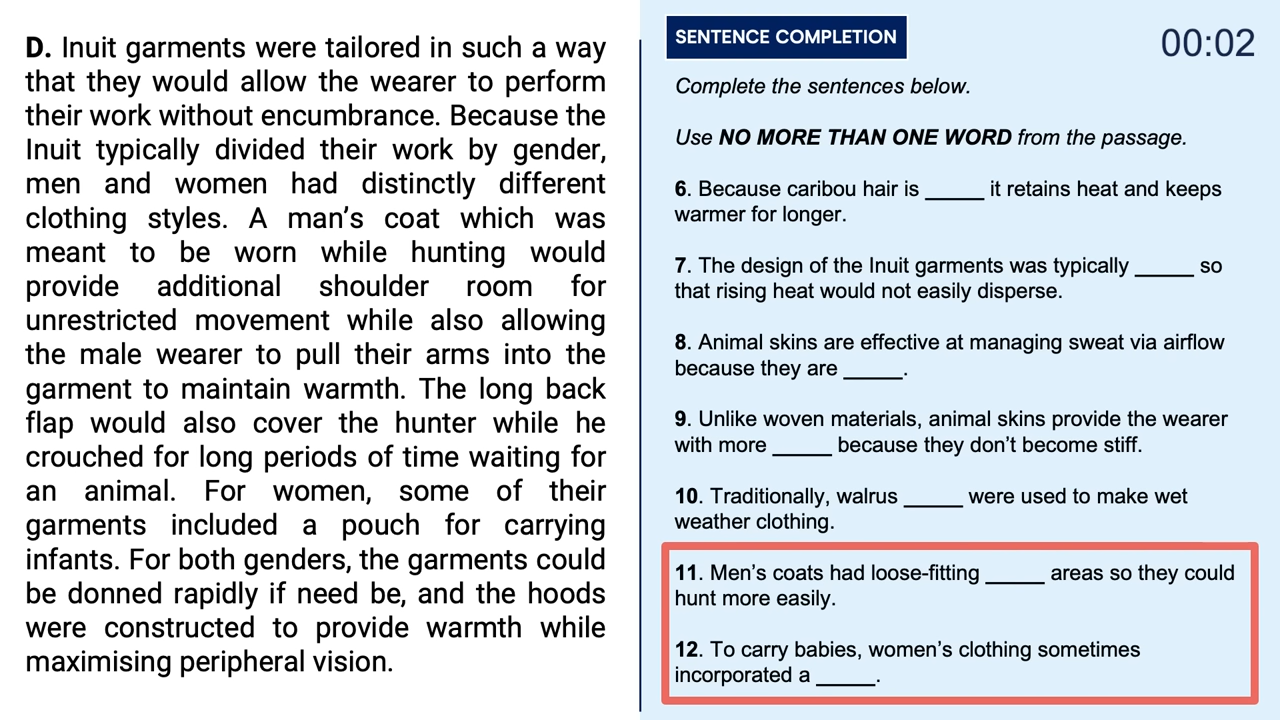 D. Inuit garments were tailored in such a way
that they would allow the wearer to perform
their work without encumbrance. Because the
Inuit typically divided their work by gender,
men and women had distinctly different
clothing styles. A man's coat which was
meant to be worn while hunting would
provide additional shoulder room for
unrestricted movement while also allowing
the male wearer to pull their arms into the
garment to maintain warmth. The long back
flap would also cover the hunter while he
crouched for long periods of time waiting for
an animal. For women, some of their
garments included a pouch for carrying
infants. For both genders, the garments could
be donned rapidly if need be, and the hoods
were constructed to provide warmth while
maximising peripheral vision.
SENTENCE COMPLETION
00:02
Complete the sentences below.
Use NO MORE THAN ONE WORD from the passage.
6. Because caribou hair is _____ it retains heat and keeps
warmer for longer.
7. The design of the Inuit garments was typically _____ so
that rising heat would not easily disperse.
8. Animal skins are effective at managing sweat via airflow
because they are _____.
9. Unlike woven materials, animal skins provide the wearer
with more _____ because they don't become stiff.
10. Traditionally, walrus _____ were used to make wet
weather clothing.
11. Men's coats had loose-fitting _____ areas so they could
hunt more easily.
12. To carry babies, women's clothing sometimes
incorporated a _____.